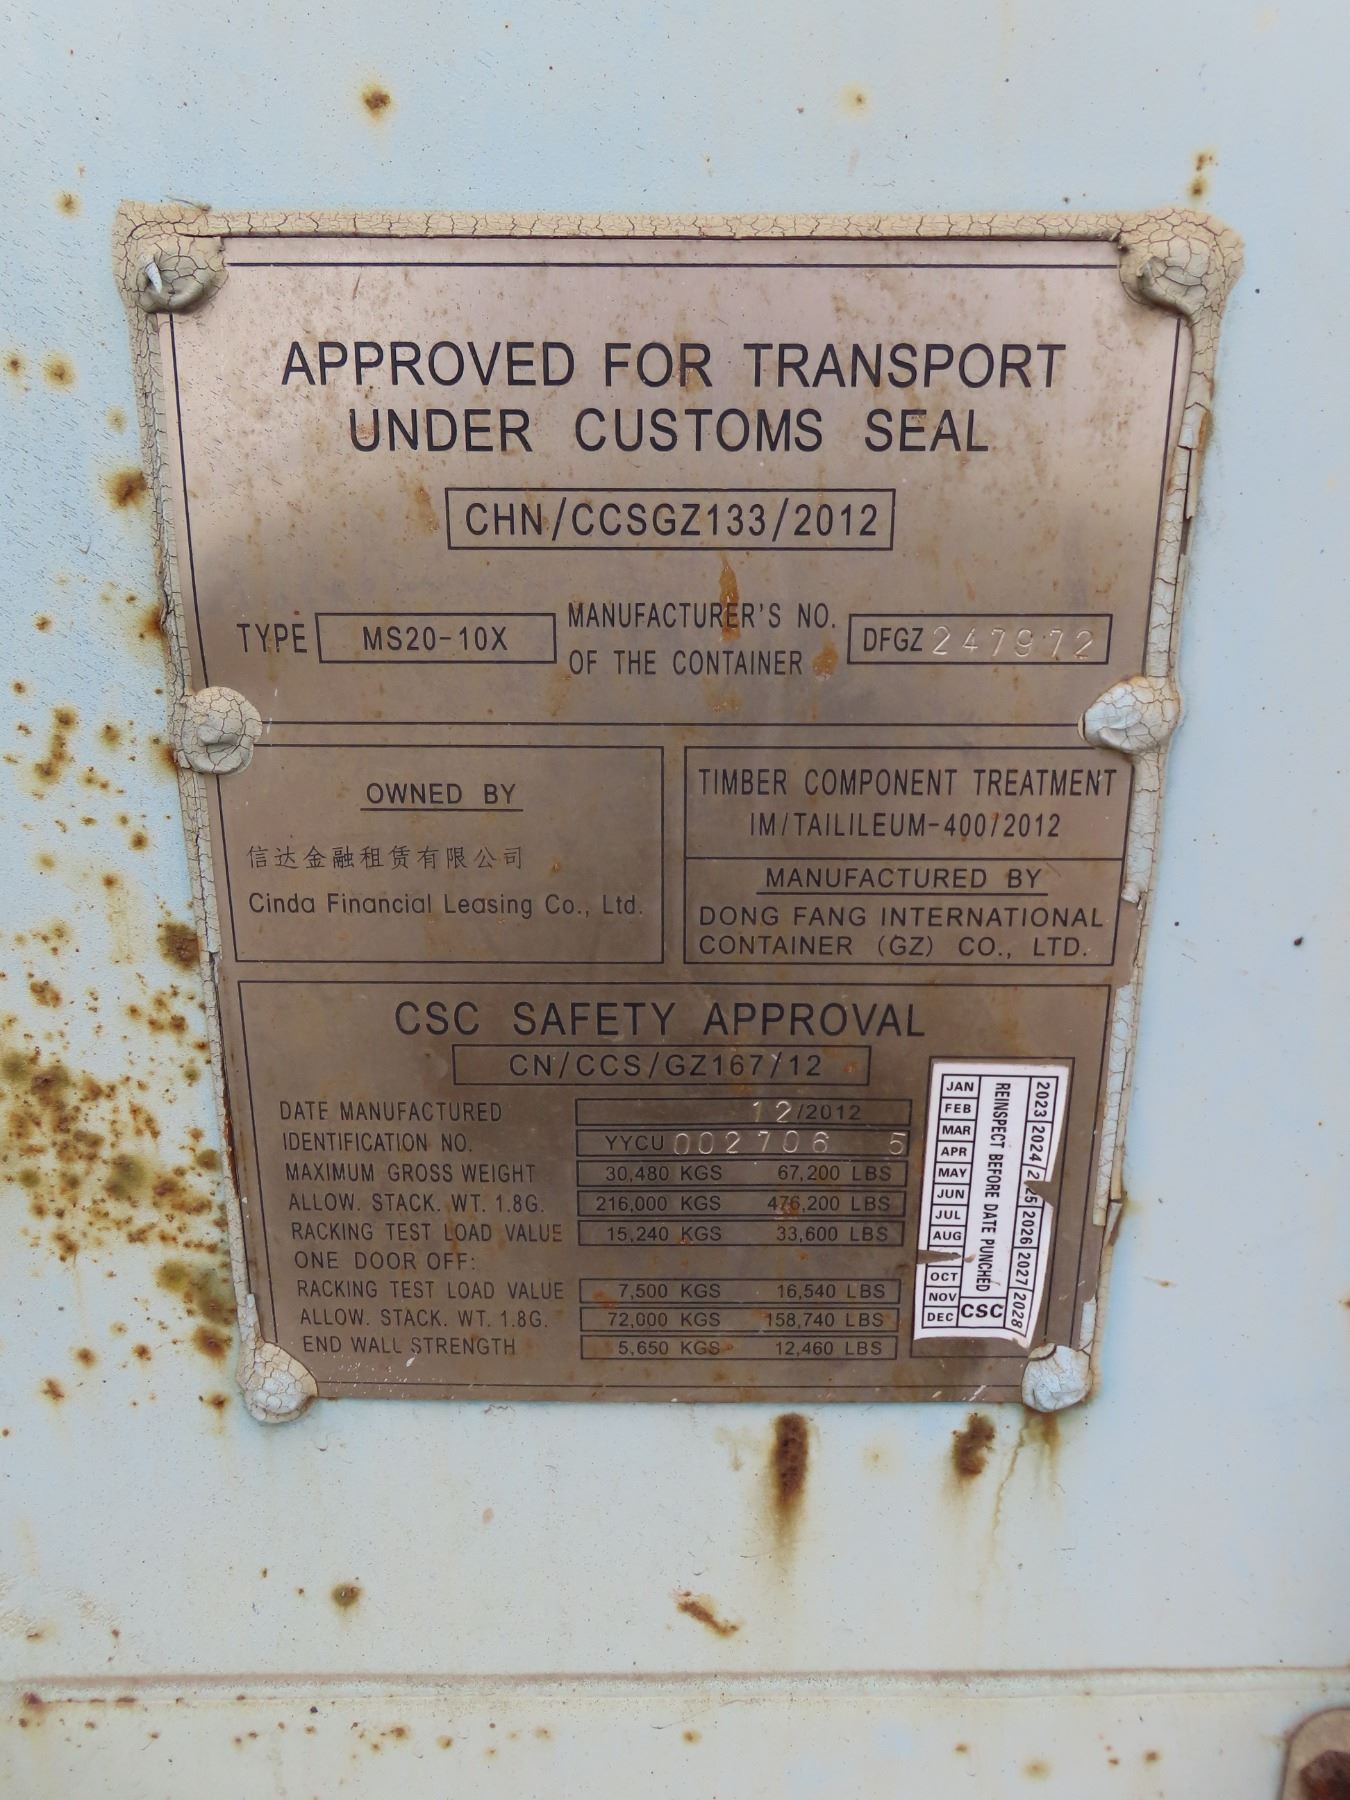 APPROVED FOR TRANSPORT
UNDER CUSTOMS SEAL
CHN/CCSGZ133/2012
TYPE MS20-10X
MANUFACTURER'S NO.
OF THE CONTAINER
DFGZ 247972
OWNED BY
信达金融租赁有限公司
Cinda Financial Leasing Co., Ltd.
TIMBER COMPONENT TREATMENT
IM/TAILILEUM-400/2012
MANUFACTURED BY
DONG FANG INTERNATIONAL
CONTAINER (GZ) CO., LTD.
CSC SAFETY APPROVAL
CN/CCS/GZ167/12
DATE MANUFACTURED 12/2012
IDENTIFICATION NO. YYCU 002706 5
MAXIMUM GROSS WEIGHT 30,480 KGS 67,200 LBS
ALLOW. STACK. WT. 1.8G. 216,000 KGS 476,200 LBS
RACKING TEST LOAD VALUE 15,240 KGS 33,600 LBS
ONE DOOR OFF:
RACKING TEST LOAD VALUE 7,500 KGS 16,540 LBS
ALLOW. STACK. WT. 1.8G. 72,000 KGS 158,740 LBS
END WALL STRENGTH 5,650 KGS 12,460 LBS
JAN
FEB
MAR
APR
MAY
JUN
JUL
AUG
OCT
NOV
DEC
REINSPECT BEFORE DATE PUNCHED
CSC
2023 2024 2026 2027 2028